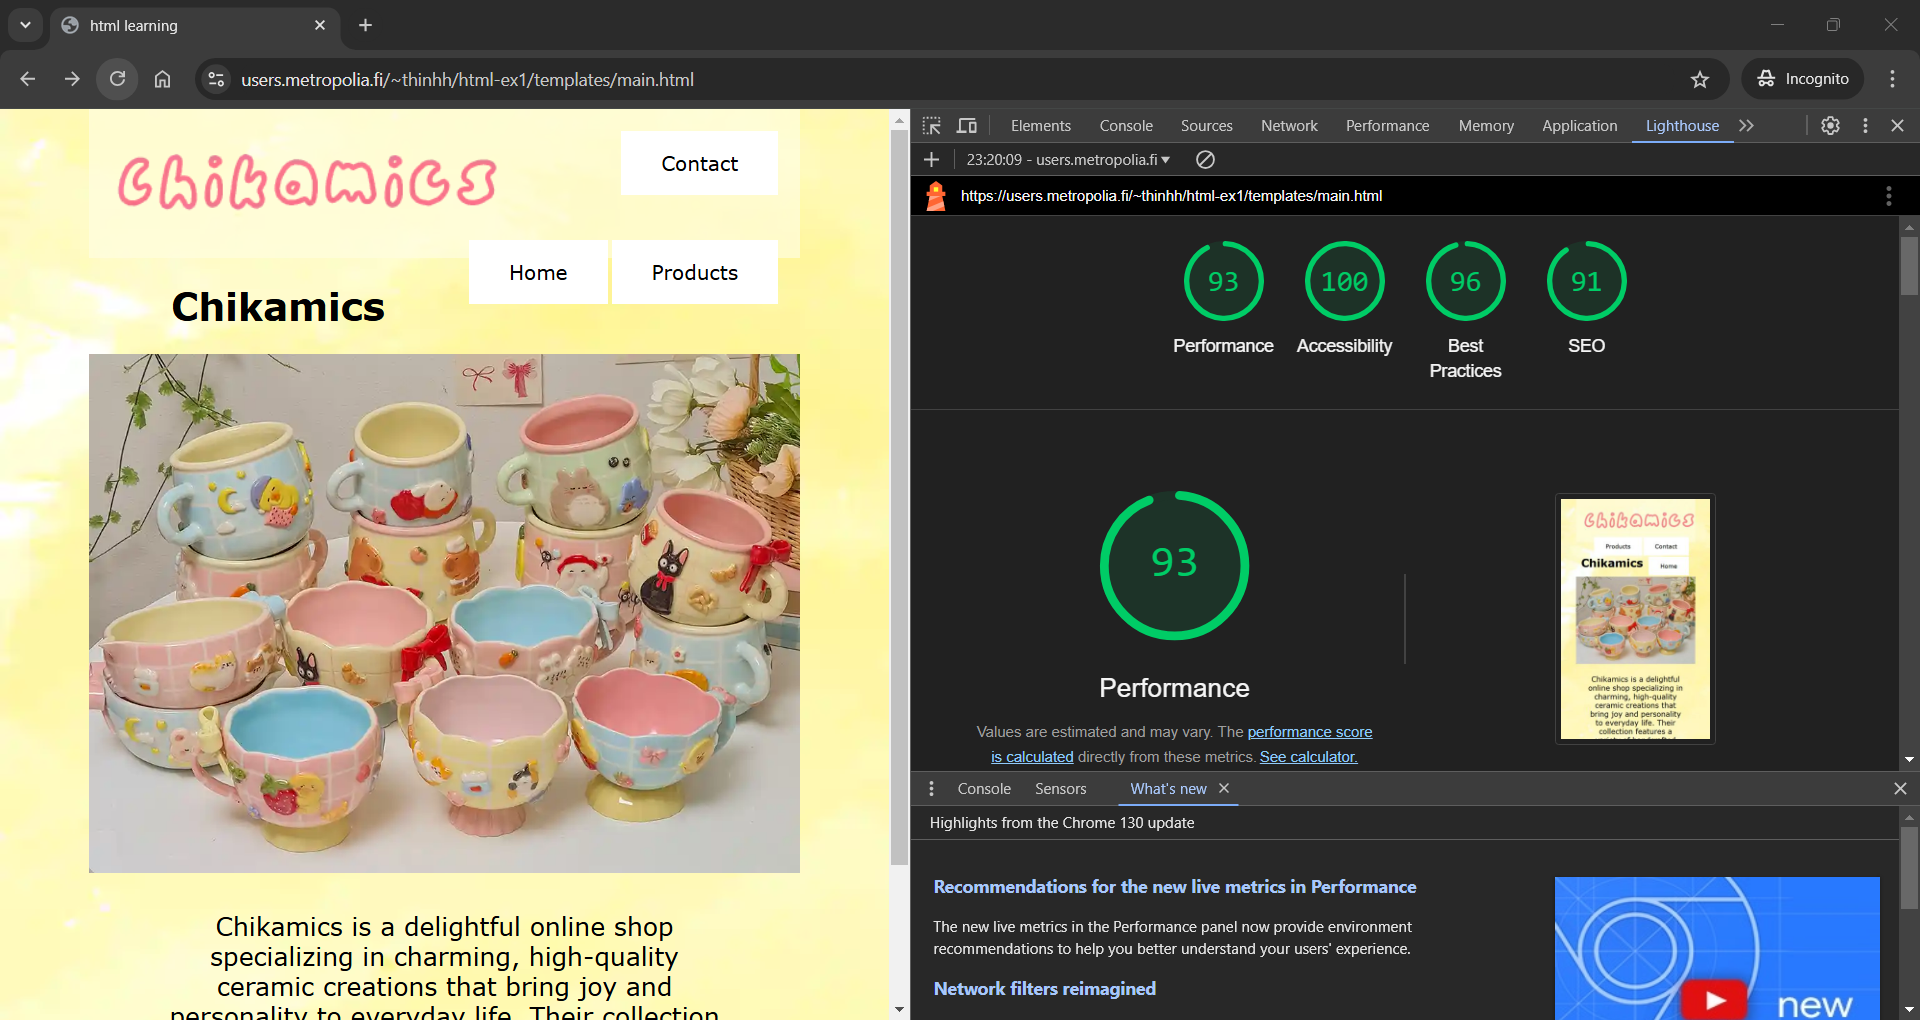 html learning
users.metropolia.fi/~thinhh/html-ex1/templates/main.html
Incognito
chikamics
Contact
Home
Products
Chikamics
Chikamics is a delightful online shop
specializing in charming, high-quality
ceramic creations that bring joy and
personality to everyday life. Their collection
Elements Console Sources Network Performance Memory Application Lighthouse
23:20:09 - users.metropolia.fi
https://users.metropolia.fi/~thinhh/html-ex1/templates/main.html
93 100 96 91
Performance Accessibility Best Practices SEO
93
Performance
Values are estimated and may vary. The performance score
is calculated directly from these metrics. See calculator.
chikamics
Products Contact
Chikamics Home
Chikamics is a delightful
online shop specializing in
charming, high-quality
ceramic creations that
bring joy and personality
to everyday life. Their
collection features a
Console Sensors What's new
Highlights from the Chrome 130 update
Recommendations for the new live metrics in Performance
The new live metrics in the Performance panel now provide environment
recommendations to help you better understand your users' experience.
Network filters reimagined
new